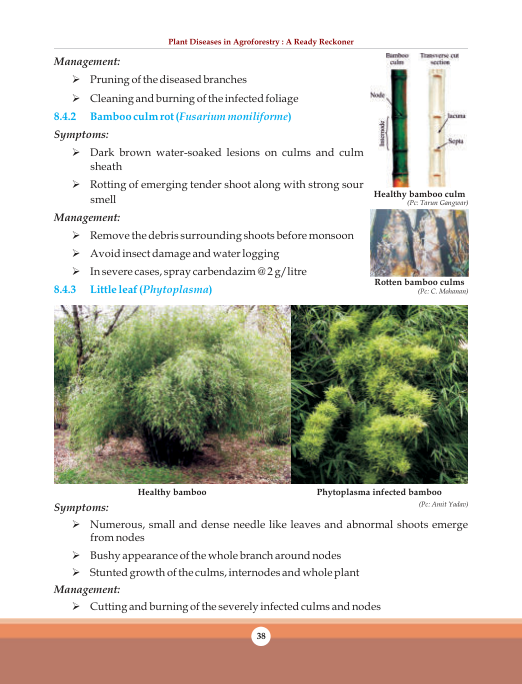 Plant Diseases in Agroforestry : A Ready Reckoner
Management:
➢ Pruning of the diseased branches
➢ Cleaning and burning of the infected foliage
8.4.2 Bamboo culm rot (Fusarium moniliforme)
Symptoms:
➢ Dark brown water-soaked lesions on culms and culm
sheath
➢ Rotting of emerging tender shoot along with strong sour
smell
Management:
➢ Remove the debris surrounding shoots before monsoon
➢ Avoid insect damage and water logging
➢ In severe cases, spray carbendazim @ 2 g/litre
Bamboo
culm
Transverse cut
section
Node
Internode
lacuna
Septa
Healthy bamboo culm
(Pc: Tarun Gangwar)
Rotten bamboo culms
(Pc: C. Mohanan)
8.4.3 Little leaf (Phytoplasma)
Healthy bamboo
Phytoplasma infected bamboo
(Pc: Amit Yadav)
Symptoms:
➢ Numerous, small and dense needle like leaves and abnormal shoots emerge
from nodes
➢ Bushy appearance of the whole branch around nodes
➢ Stunted growth of the culms, internodes and whole plant
Management:
➢ Cutting and burning of the severely infected culms and nodes
38